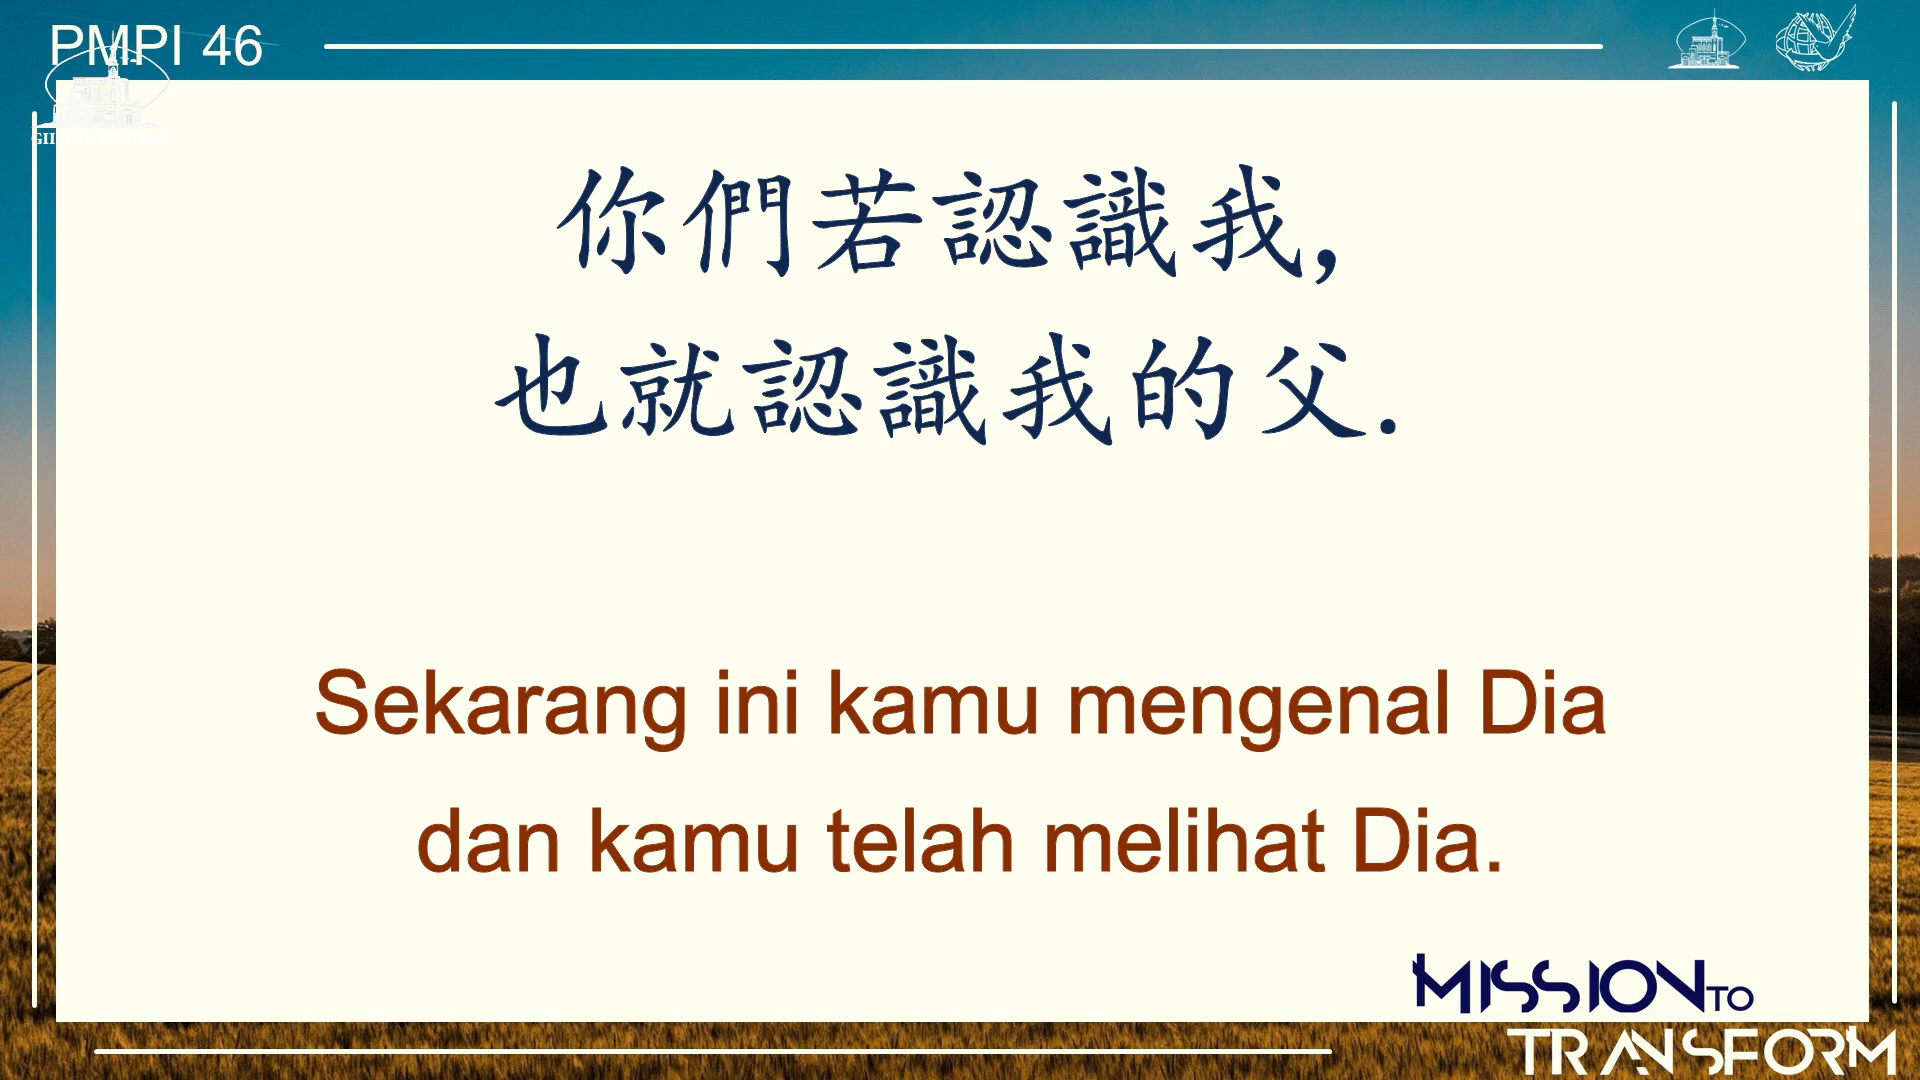 PMPI 46
你們若認識我,
也就認識我的父.
Sekarang ini kamu mengenal Dia
dan kamu telah melihat Dia.
MISSION TO
TRANSFORM